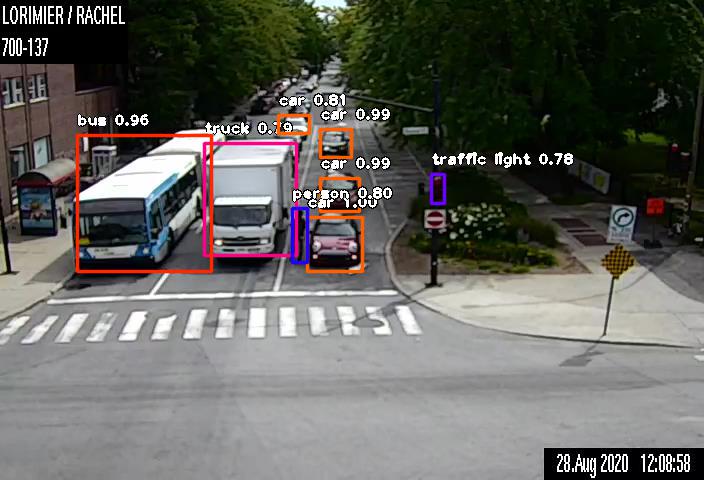 LORIMIER / RACHEL
700-137
car 0.81
car 0.99
bus 0.96
truck 0.79
car 0.99
traffic light 0.78
person 0.80
car 1.00
28.Aug 2020 12:08:58